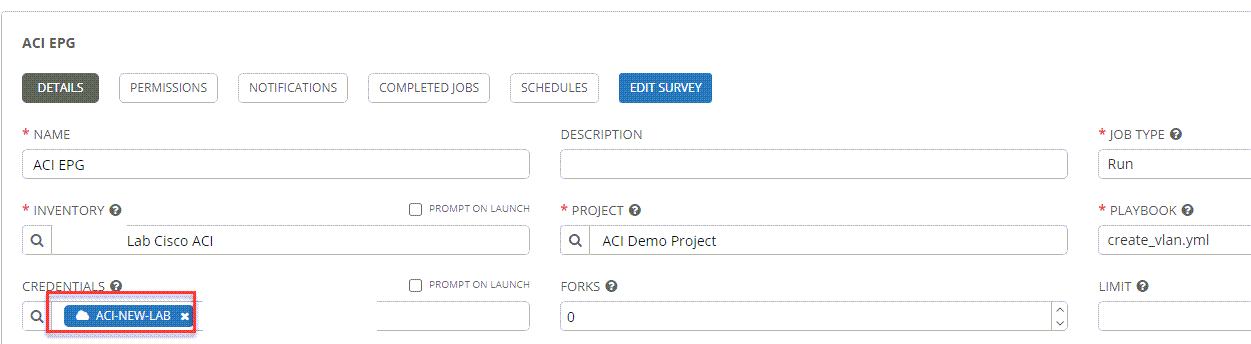 ACI EPG
DETAILS PERMISSIONS NOTIFICATIONS COMPLETED JOBS SCHEDULES EDIT SURVEY
* NAME DESCRIPTION * JOB TYPE ?
ACI EPG Run
* INVENTORY ? PROMPT ON LAUNCH * PROJECT ? * PLAYBOOK ?
Lab Cisco ACI ACI Demo Project create_vlan.yml
CREDENTIALS ? PROMPT ON LAUNCH FORKS ? LIMIT ?
ACI-NEW-LAB × 0